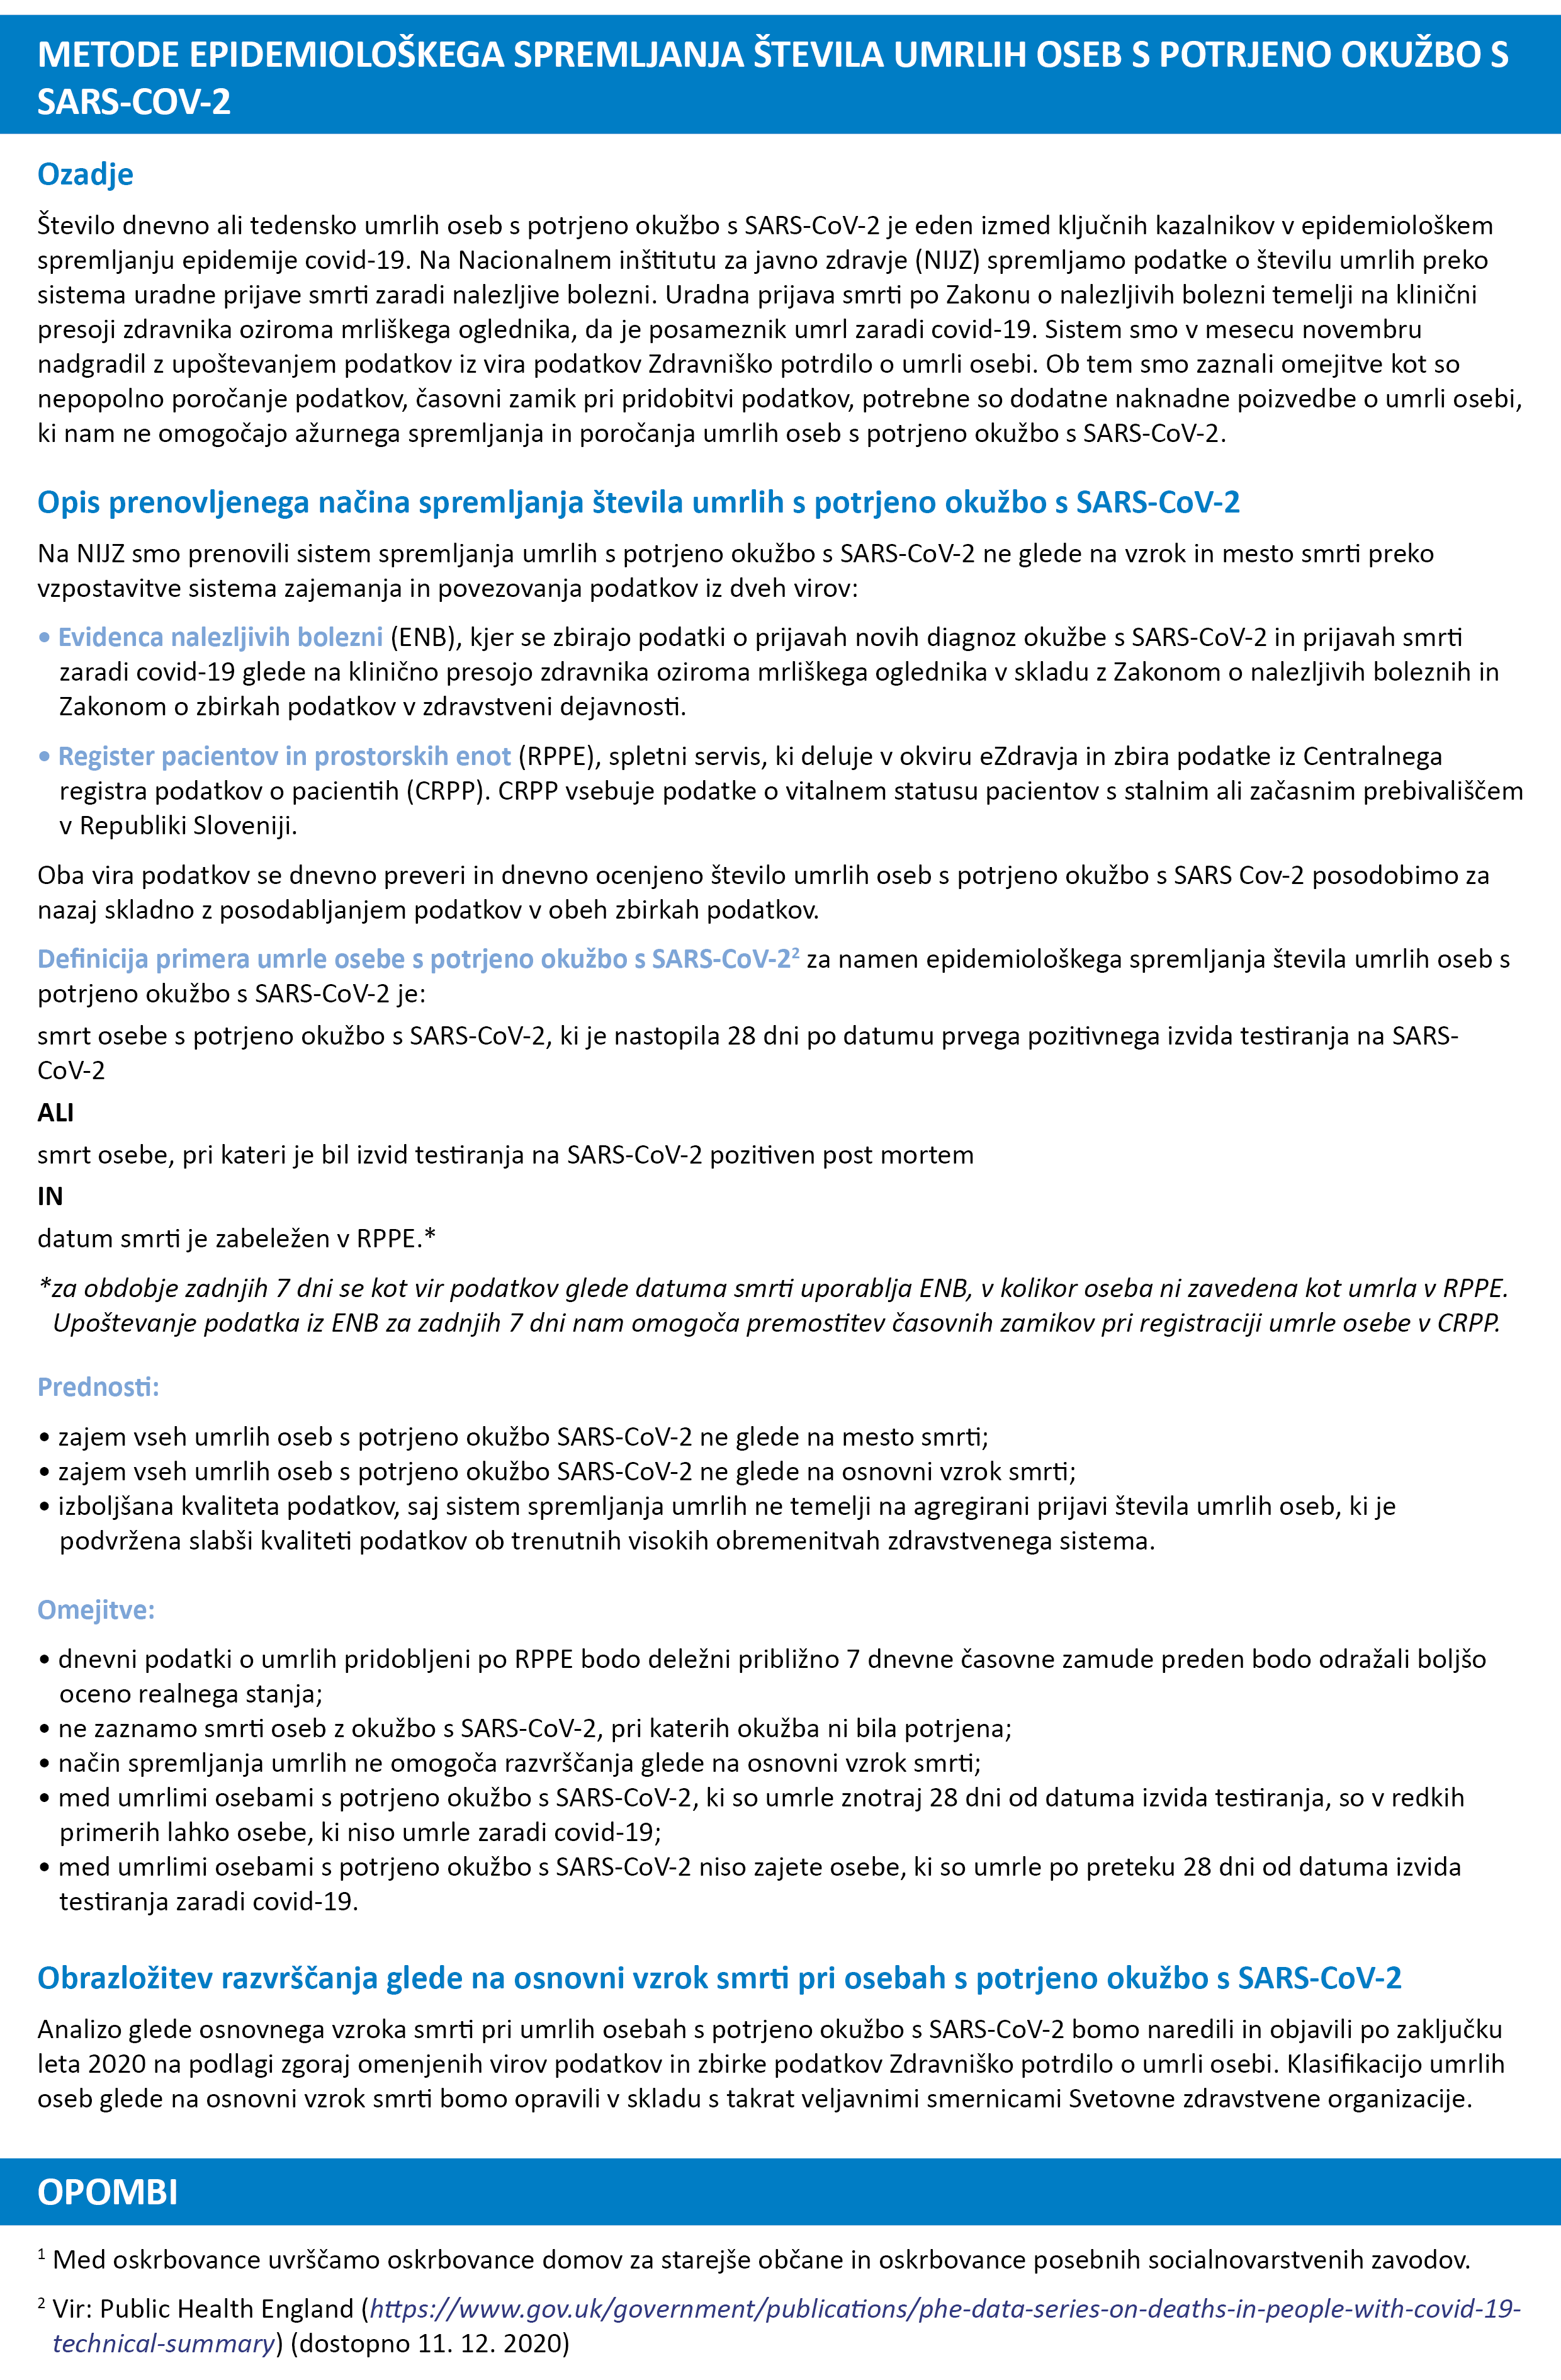 METODE EPIDEMIOLOŠKEGA SPREMLJANJA ŠTEVILA UMRLIH OSEB S POTRJENO OKUŽBO S
SARS-COV-2
Ozadje
Število dnevno ali tedensko umrlih oseb s potrjeno okužbo s SARS-CoV-2 je eden izmed ključnih kazalnikov v epidemiološkem
spremljanju epidemije covid-19. Na Nacionalnem inštitutu za javno zdravje (NIJZ) spremljamo podatke o številu umrlih preko
sistema uradne prijave smrti zaradi nalezljive bolezni. Uradna prijava smrti po Zakonu o nalezljivih bolezni temelji na klinični
presoji zdravnika oziroma mrliškega oglednika, da je posameznik umrl zaradi covid-19. Sistem smo v mesecu novembru
nadgradil z upoštevanjem podatkov iz vira podatkov Zdravniško potrdilo o umrli osebi. Ob tem smo zaznali omejitve kot so
nepopolno poročanje podatkov, časovni zamik pri pridobitvi podatkov, potrebne so dodatne naknadne poizvedbe o umrli osebi,
ki nam ne omogočajo ažurnega spremljanja in poročanja umrlih oseb s potrjeno okužbo s SARS-CoV-2.
Opis prenovljenega načina spremljanja števila umrlih s potrjeno okužbo s SARS-CoV-2
Na NIJZ smo prenovili sistem spremljanja umrlih s potrjeno okužbo s SARS-CoV-2 ne glede na vzrok in mesto smrti preko
vzpostavitve sistema zajemanja in povezovanja podatkov iz dveh virov:
• Evidenca nalezljivih bolezni (ENB), kjer se zbirajo podatki o prijavah novih diagnoz okužbe s SARS-CoV-2 in prijavah smrti
zaradi covid-19 glede na klinično presojo zdravnika oziroma mrliškega oglednika v skladu z Zakonom o nalezljivih boleznih in
Zakonom o zbirkah podatkov v zdravstveni dejavnosti.
• Register pacientov in prostorskih enot (RPPE), spletni servis, ki deluje v okviru eZdravja in zbira podatke iz Centralnega
registra podatkov o pacientih (CRPP). CRPP vsebuje podatke o vitalnem statusu pacientov s stalnim ali začasnim prebivališčem
v Republiki Sloveniji.
Oba vira podatkov se dnevno preveri in dnevno ocenjeno število umrlih oseb s potrjeno okužbo s SARS Cov-2 posodobimo za
nazaj skladno z posodabljanjem podatkov v obeh zbirkah podatkov.
Definicija primera umrle osebe s potrjeno okužbo s SARS-CoV-2² za namen epidemiološkega spremljanja števila umrlih oseb s
potrjeno okužbo s SARS-CoV-2 je:
smrt osebe s potrjeno okužbo s SARS-CoV-2, ki je nastopila 28 dni po datumu prvega pozitivnega izvida testiranja na SARS-
CoV-2
ALI
smrt osebe, pri kateri je bil izvid testiranja na SARS-CoV-2 pozitiven post mortem
IN
datum smrti je zabeležen v RPPE.*
*za obdobje zadnjih 7 dni se kot vir podatkov glede datuma smrti uporablja ENB, v kolikor oseba ni zavedena kot umrla v RPPE.
Upoštevanje podatka iz ENB za zadnjih 7 dni nam omogoča premostitev časovnih zamikov pri registraciji umrle osebe v CRPP.
Prednosti:
• zajem vseh umrlih oseb s potrjeno okužbo SARS-CoV-2 ne glede na mesto smrti;
• zajem vseh umrlih oseb s potrjeno okužbo SARS-CoV-2 ne glede na osnovni vzrok smrti;
• izboljšana kvaliteta podatkov, saj sistem spremljanja umrlih ne temelji na agregirani prijavi števila umrlih oseb, ki je
podvržena slabši kvaliteti podatkov ob trenutnih visokih obremenitvah zdravstvenega sistema.
Omejitve:
• dnevni podatki o umrlih pridobljeni po RPPE bodo deležni približno 7 dnevne časovne zamude preden bodo odražali boljšo
oceno realnega stanja;
• ne zaznamo smrti oseb z okužbo s SARS-CoV-2, pri katerih okužba ni bila potrjena;
• način spremljanja umrlih ne omogoča razvrščanja glede na osnovni vzrok smrti;
• med umrlimi osebami s potrjeno okužbo s SARS-CoV-2, ki so umrle znotraj 28 dni od datuma izvida testiranja, so v redkih
primerih lahko osebe, ki niso umrle zaradi covid-19;
• med umrlimi osebami s potrjeno okužbo s SARS-CoV-2 niso zajete osebe, ki so umrle po preteku 28 dni od datuma izvida
testiranja zaradi covid-19.
Obrazložitev razvrščanja glede na osnovni vzrok smrti pri osebah s potrjeno okužbo s SARS-CoV-2
Analizo glede osnovnega vzroka smrti pri umrlih osebah s potrjeno okužbo s SARS-CoV-2 bomo naredili in objavili po zaključku
leta 2020 na podlagi zgoraj omenjenih virov podatkov in zbirke podatkov Zdravniško potrdilo o umrli osebi. Klasifikacijo umrlih
oseb glede na osnovni vzrok smrti bomo opravili v skladu s takrat veljavnimi smernicami Svetovne zdravstvene organizacije.
OPOMBI
¹ Med oskrbovance uvrščamo oskrbovance domov za starejše občane in oskrbovance posebnih socialnovarstvenih zavodov.
² Vir: Public Health England (https://www.gov.uk/government/publications/phe-data-series-on-deaths-in-people-with-covid-19-
technical-summary) (dostopno 11. 12. 2020)